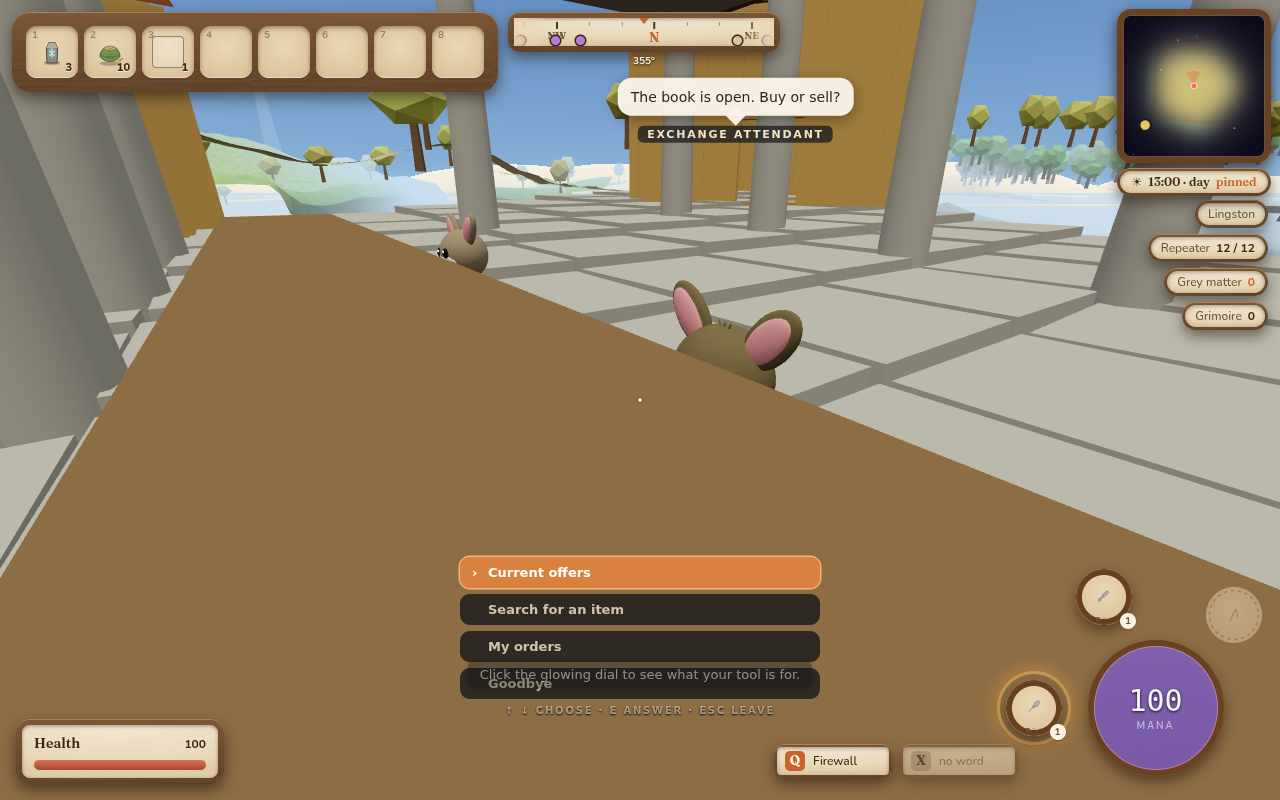 1 2 3 4 5 6 7 8
3 10 1
NW N NE
355°
The book is open. Buy or sell?
EXCHANGE ATTENDANT
13:00 · day pinned
Lingston
Repeater 12 / 12
Grey matter 0
Grimoire 0
› Current offers
Search for an item
My orders
Click the glowing dial to see what your tool is for.
Goodbye
↑ ↓ CHOOSE · E ANSWER · ESC LEAVE
1
1
100
MANA
Health 100
Q Firewall
X no word